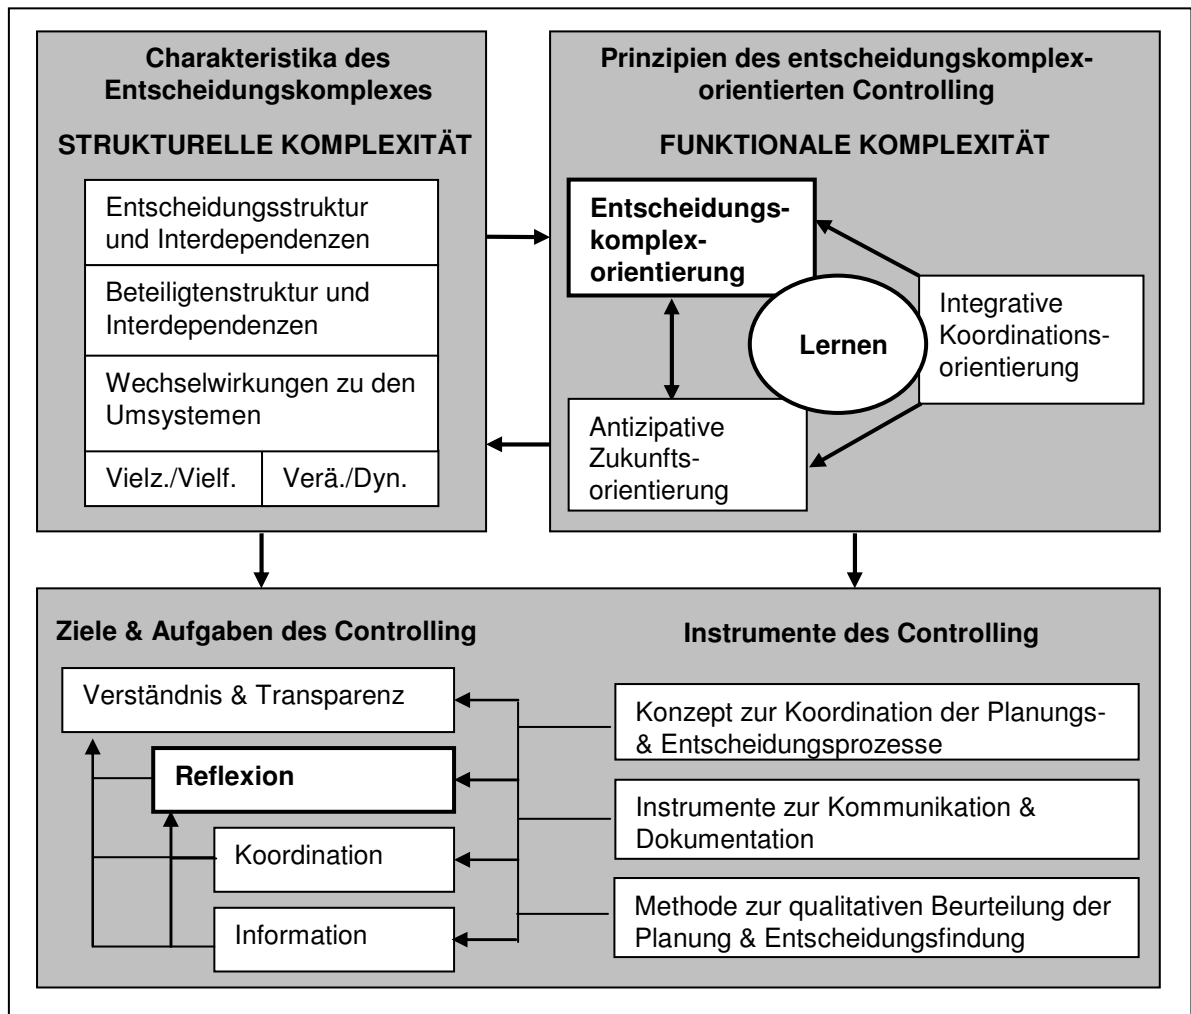 Charakteristika des
Entscheidungskomplexes
STRUKTURELLE KOMPLEXITÄT
Entscheidungsstruktur
und Interdependenzen
Beteiligtenstruktur und
Interdependenzen
Wechselwirkungen zu den
Umsystemen
Vielz./Vielf.
Verä./Dyn.
Prinzipien des entscheidungskomplex-
orientierten Controlling
FUNKTIONALE KOMPLEXITÄT
Entscheidungs-
komplex-
orientierung
Lernen
Integrative
Koordinations-
orientierung
Antizipative
Zukunfts-
orientierung
Ziele & Aufgaben des Controlling
Verständnis & Transparenz
Reflexion
Koordination
Information
Instrumente des Controlling
Konzept zur Koordination der Planungs-
& Entscheidungsprozesse
Instrumente zur Kommunikation &
Dokumentation
Methode zur qualitativen Beurteilung der
Planung & Entscheidungsfindung